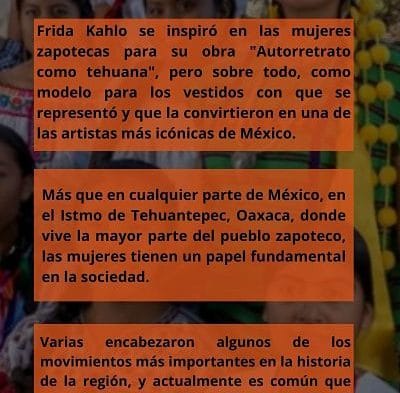 Frida Kahlo se inspiró en las mujeres
zapotecas para su obra "Autorretrato
como tehuana", pero sobre todo, como
modelo para los vestidos con que se
representó y que la convirtieron en una de
las artistas más icónicas de México.
Más que en cualquier parte de México, en
el Istmo de Tehuantepec, Oaxaca, donde
vive la mayor parte del pueblo zapoteco,
las mujeres tienen un papel fundamental
en la sociedad.
Varias encabezaron algunos de los
movimientos más importantes en la historia
de la región, y actualmente es común que